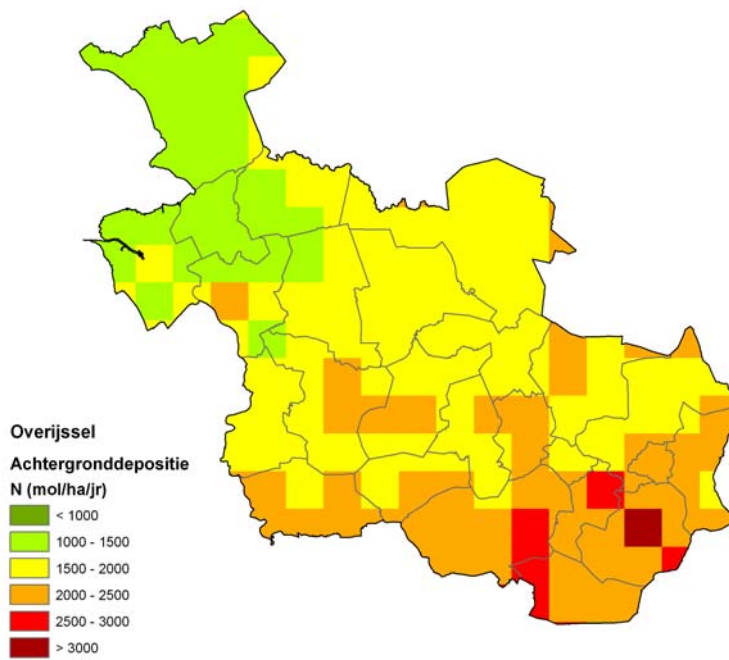 Overijssel
Achtergronddepositie
N (mol/ha/jr)
< 1000
1000 - 1500
1500 - 2000
2000 - 2500
2500 - 3000
> 3000